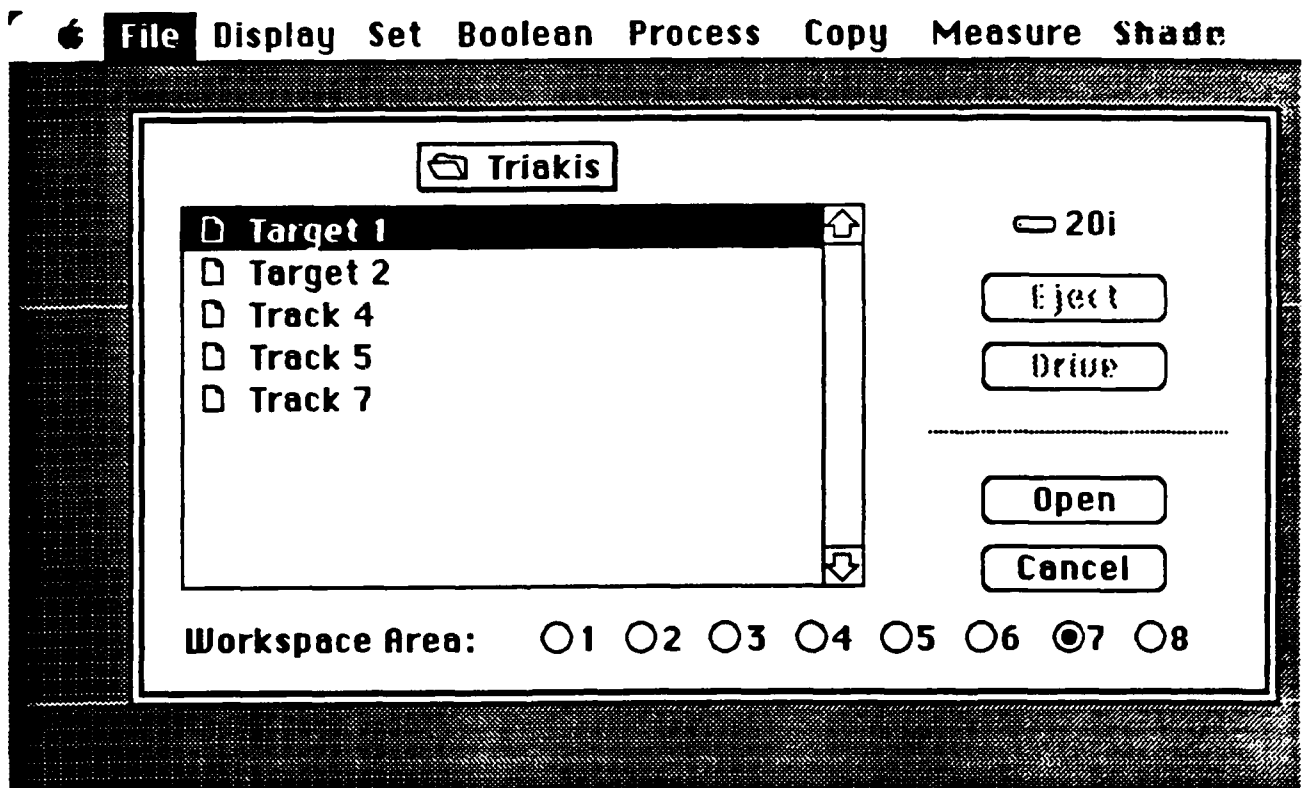 File Display Set Boolean Process Copy Measure Shade
Triakis
Target 1
Target 2
Track 4
Track 5
Track 7
20i
Eject
Drive
Open
Cancel
Workspace Area: 1 2 3 4 5 6 7 8